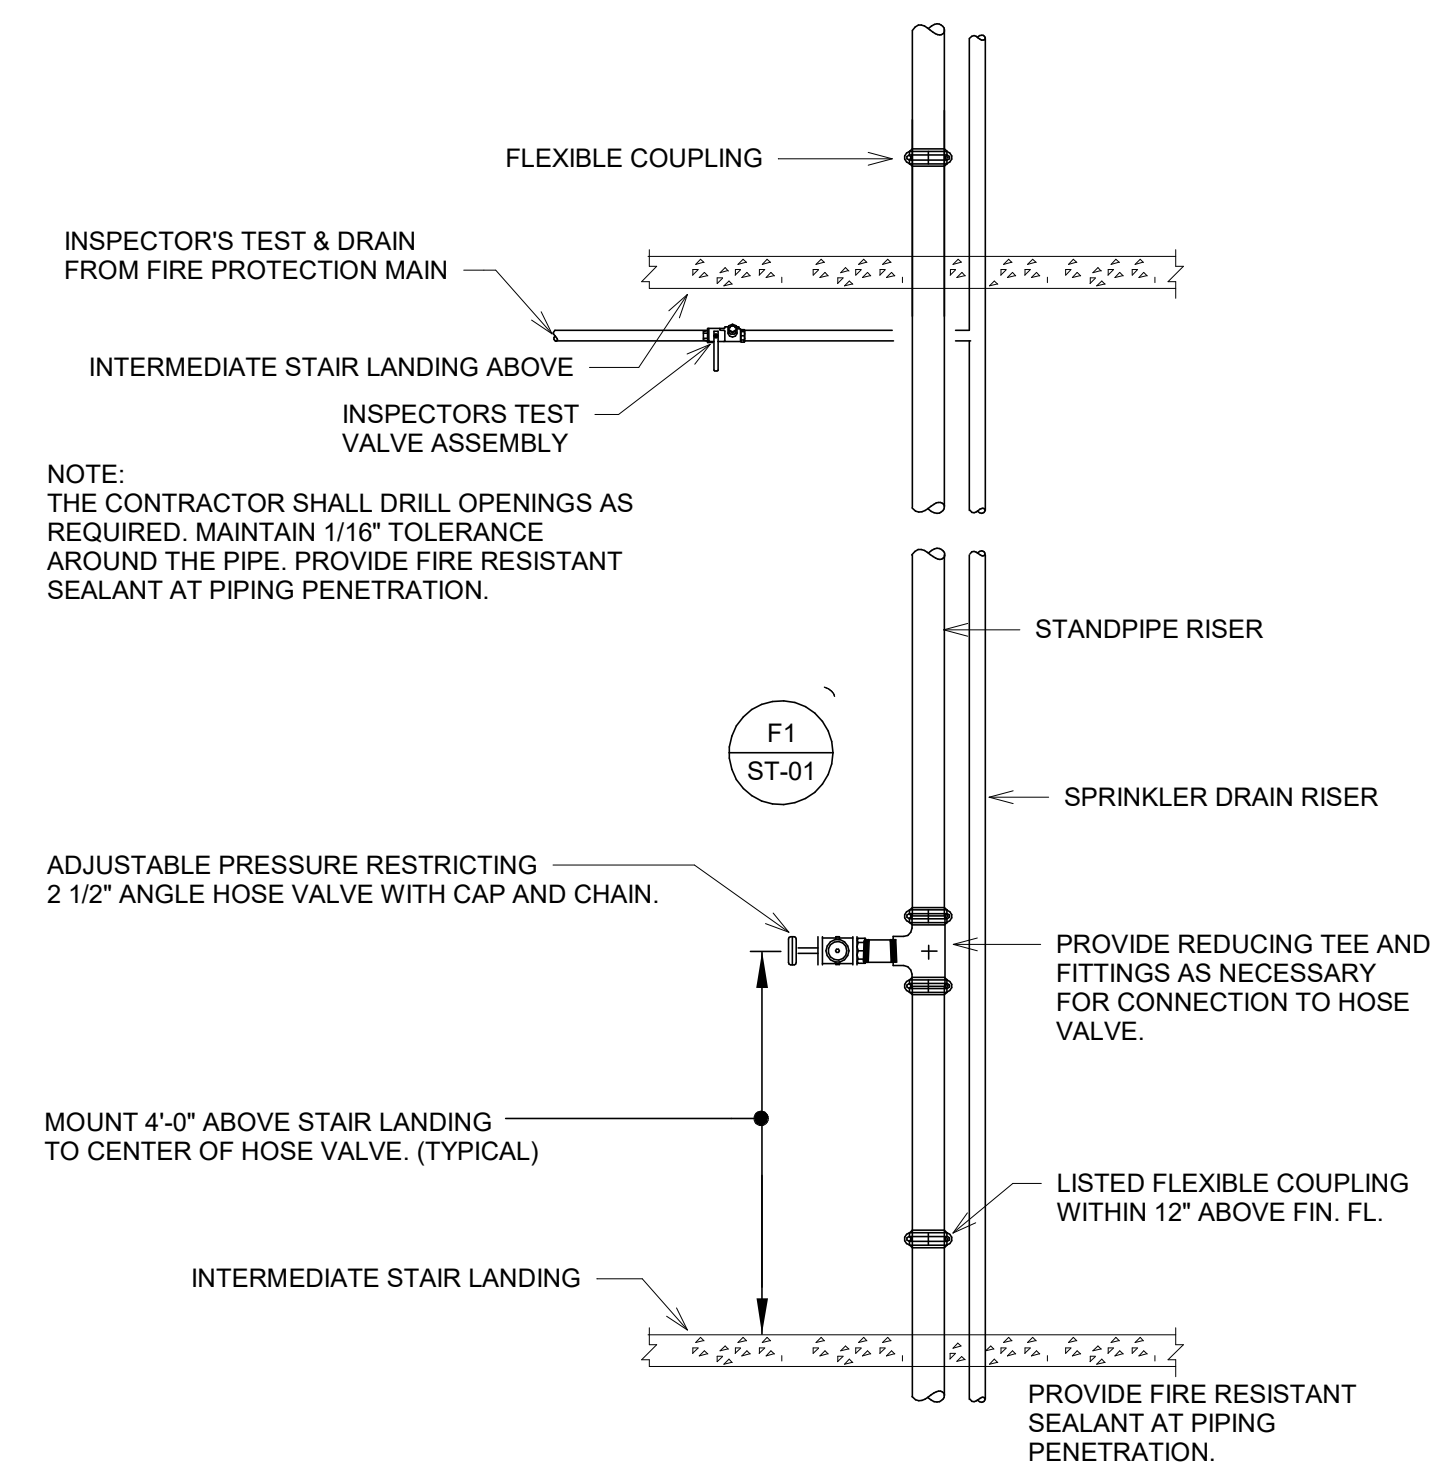 FLEXIBLE COUPLING
INSPECTOR'S TEST & DRAIN
FROM FIRE PROTECTION MAIN
INTERMEDIATE STAIR LANDING ABOVE
INSPECTORS TEST
VALVE ASSEMBLY
NOTE:
THE CONTRACTOR SHALL DRILL OPENINGS AS
REQUIRED. MAINTAIN 1/16" TOLERANCE
AROUND THE PIPE. PROVIDE FIRE RESISTANT
SEALANT AT PIPING PENETRATION.
STANDPIPE RISER
F1
ST-01
SPRINKLER DRAIN RISER
ADJUSTABLE PRESSURE RESTRICTING
2 1/2" ANGLE HOSE VALVE WITH CAP AND CHAIN.
PROVIDE REDUCING TEE AND
FITTINGS AS NECESSARY
FOR CONNECTION TO HOSE
VALVE.
MOUNT 4'-0" ABOVE STAIR LANDING
TO CENTER OF HOSE VALVE. (TYPICAL)
LISTED FLEXIBLE COUPLING
WITHIN 12" ABOVE FIN. FL.
INTERMEDIATE STAIR LANDING
PROVIDE FIRE RESISTANT
SEALANT AT PIPING
PENETRATION.